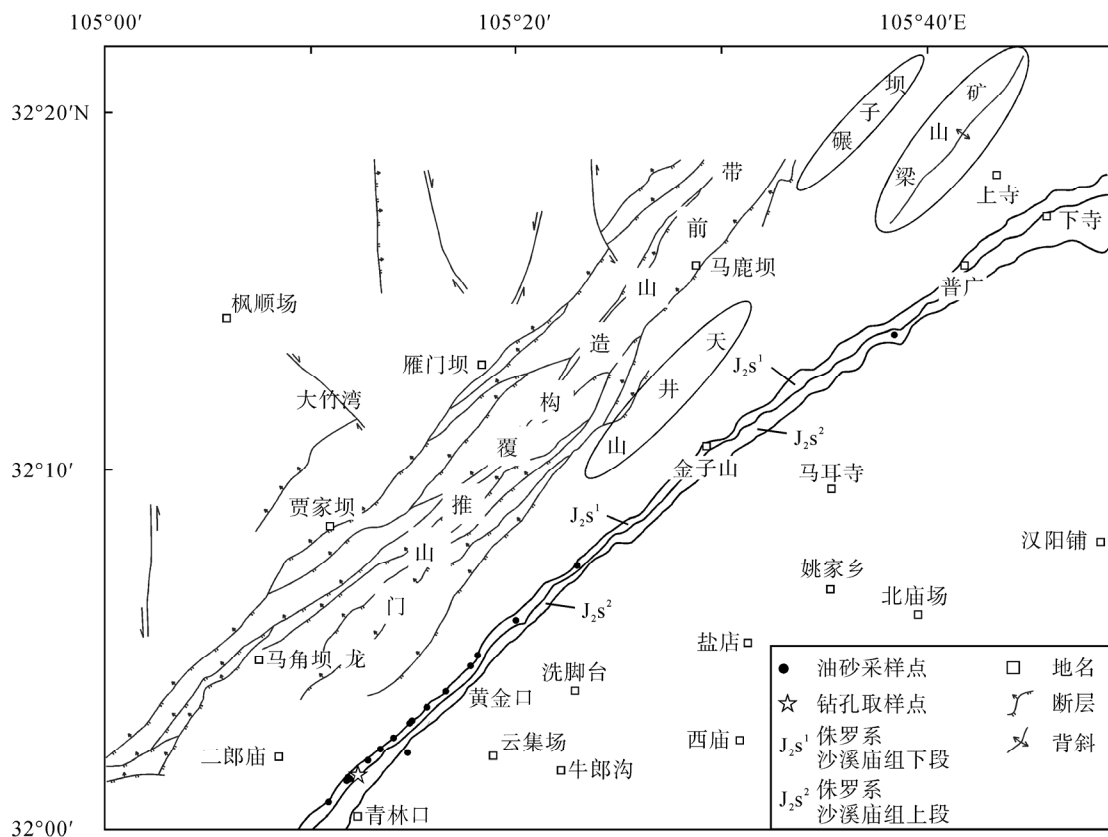 105°00′
105°20′
105°40′E
32°20′N
32°10′
32°00′
碾子坝
矿山梁
上寺
下寺
普广
马鹿坝
枫顺场
雁门坝
大竹湾
贾家坝
龙门山推覆构造山前带
天井山
J₂s¹
J₂s²
金子山
马耳寺
J₂s¹
汉阳铺
姚家乡
北庙场
J₂s²
盐店
马角坝
洗脚台
黄金口
西庙
云集场
二郎庙
牛郎沟
青林口
油砂采样点
地名
钻孔取样点
断层
J₂s¹ 侏罗系
沙溪庙组下段
背斜
J₂s² 侏罗系
沙溪庙组上段